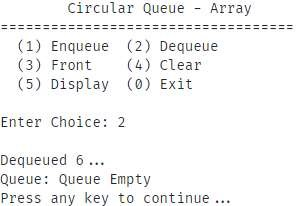 Circular Queue - Array
===================================
(1) Enqueue (2) Dequeue
(3) Front (4) Clear
(5) Display (0) Exit
Enter Choice: 2
Dequeued 6...
Queue: Queue Empty
Press any key to continue...